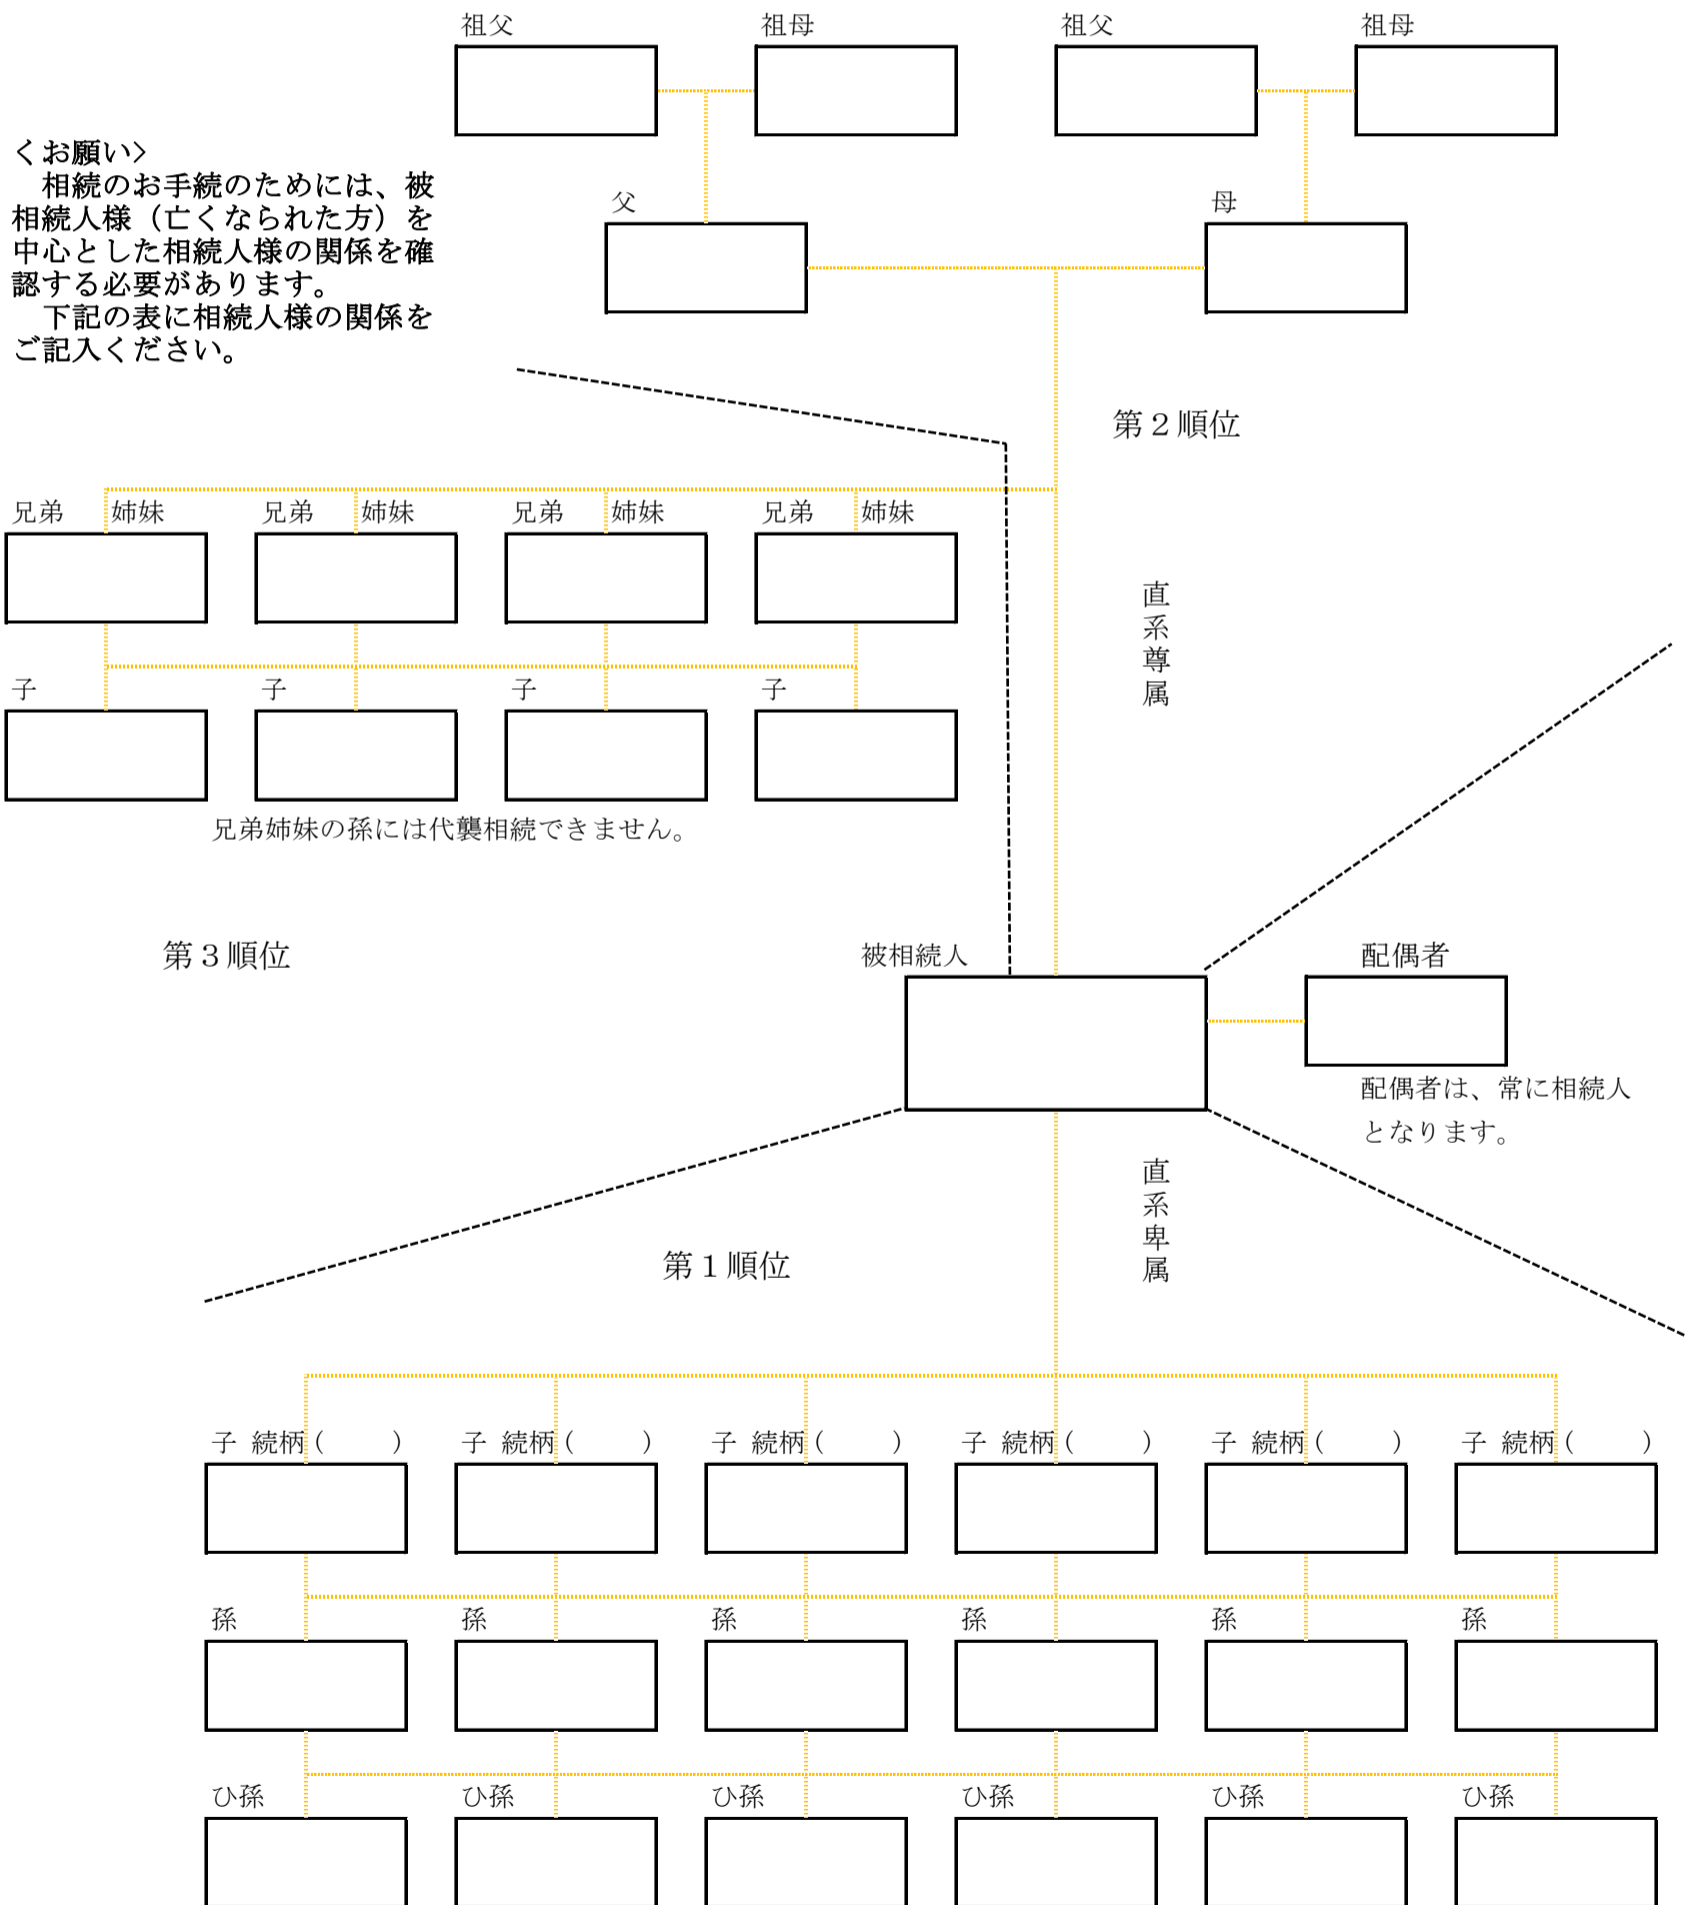 祖父 祖母 祖父 祖母
くお願い>
相続のお手続のためには、被
相続人様（亡くなられた方）を
中心とした相続人様の関係を確
認する必要があります。
下記の表に相続人様の関係を
ご記入ください。
父 母
第２順位
兄弟 姉妹 兄弟 姉妹 兄弟 姉妹 兄弟 姉妹
直系尊属
子 子 子 子
兄弟姉妹の孫には代襲相続できません。
第３順位
被相続人
配偶者
配偶者は、常に相続人
となります。
直系卑属
第１順位
子 続柄（　　） 子 続柄（　　） 子 続柄（　　） 子 続柄（　　） 子 続柄（　　） 子 続柄（　　）
孫 孫 孫 孫 孫 孫
ひ孫 ひ孫 ひ孫 ひ孫 ひ孫 ひ孫